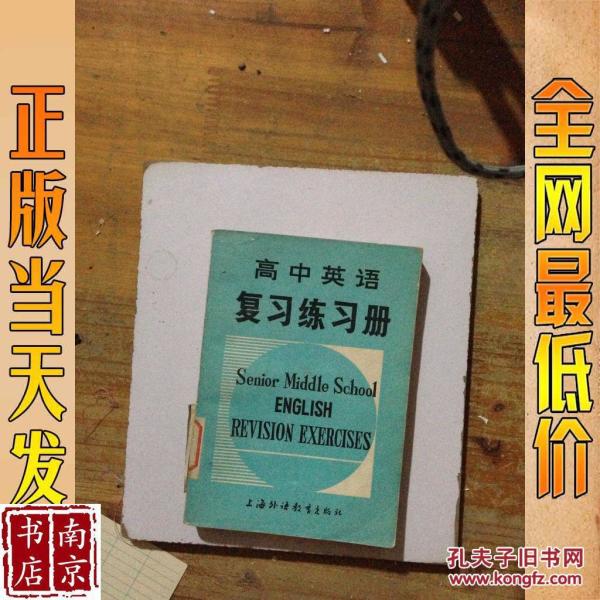 正版当天发
全网最低价
高中英语
复习练习册
Senior Middle School
ENGLISH
REVISION EXERCISES
上海外语教育出版社
南京
书店
孔夫子旧书网
www.kongfz.com